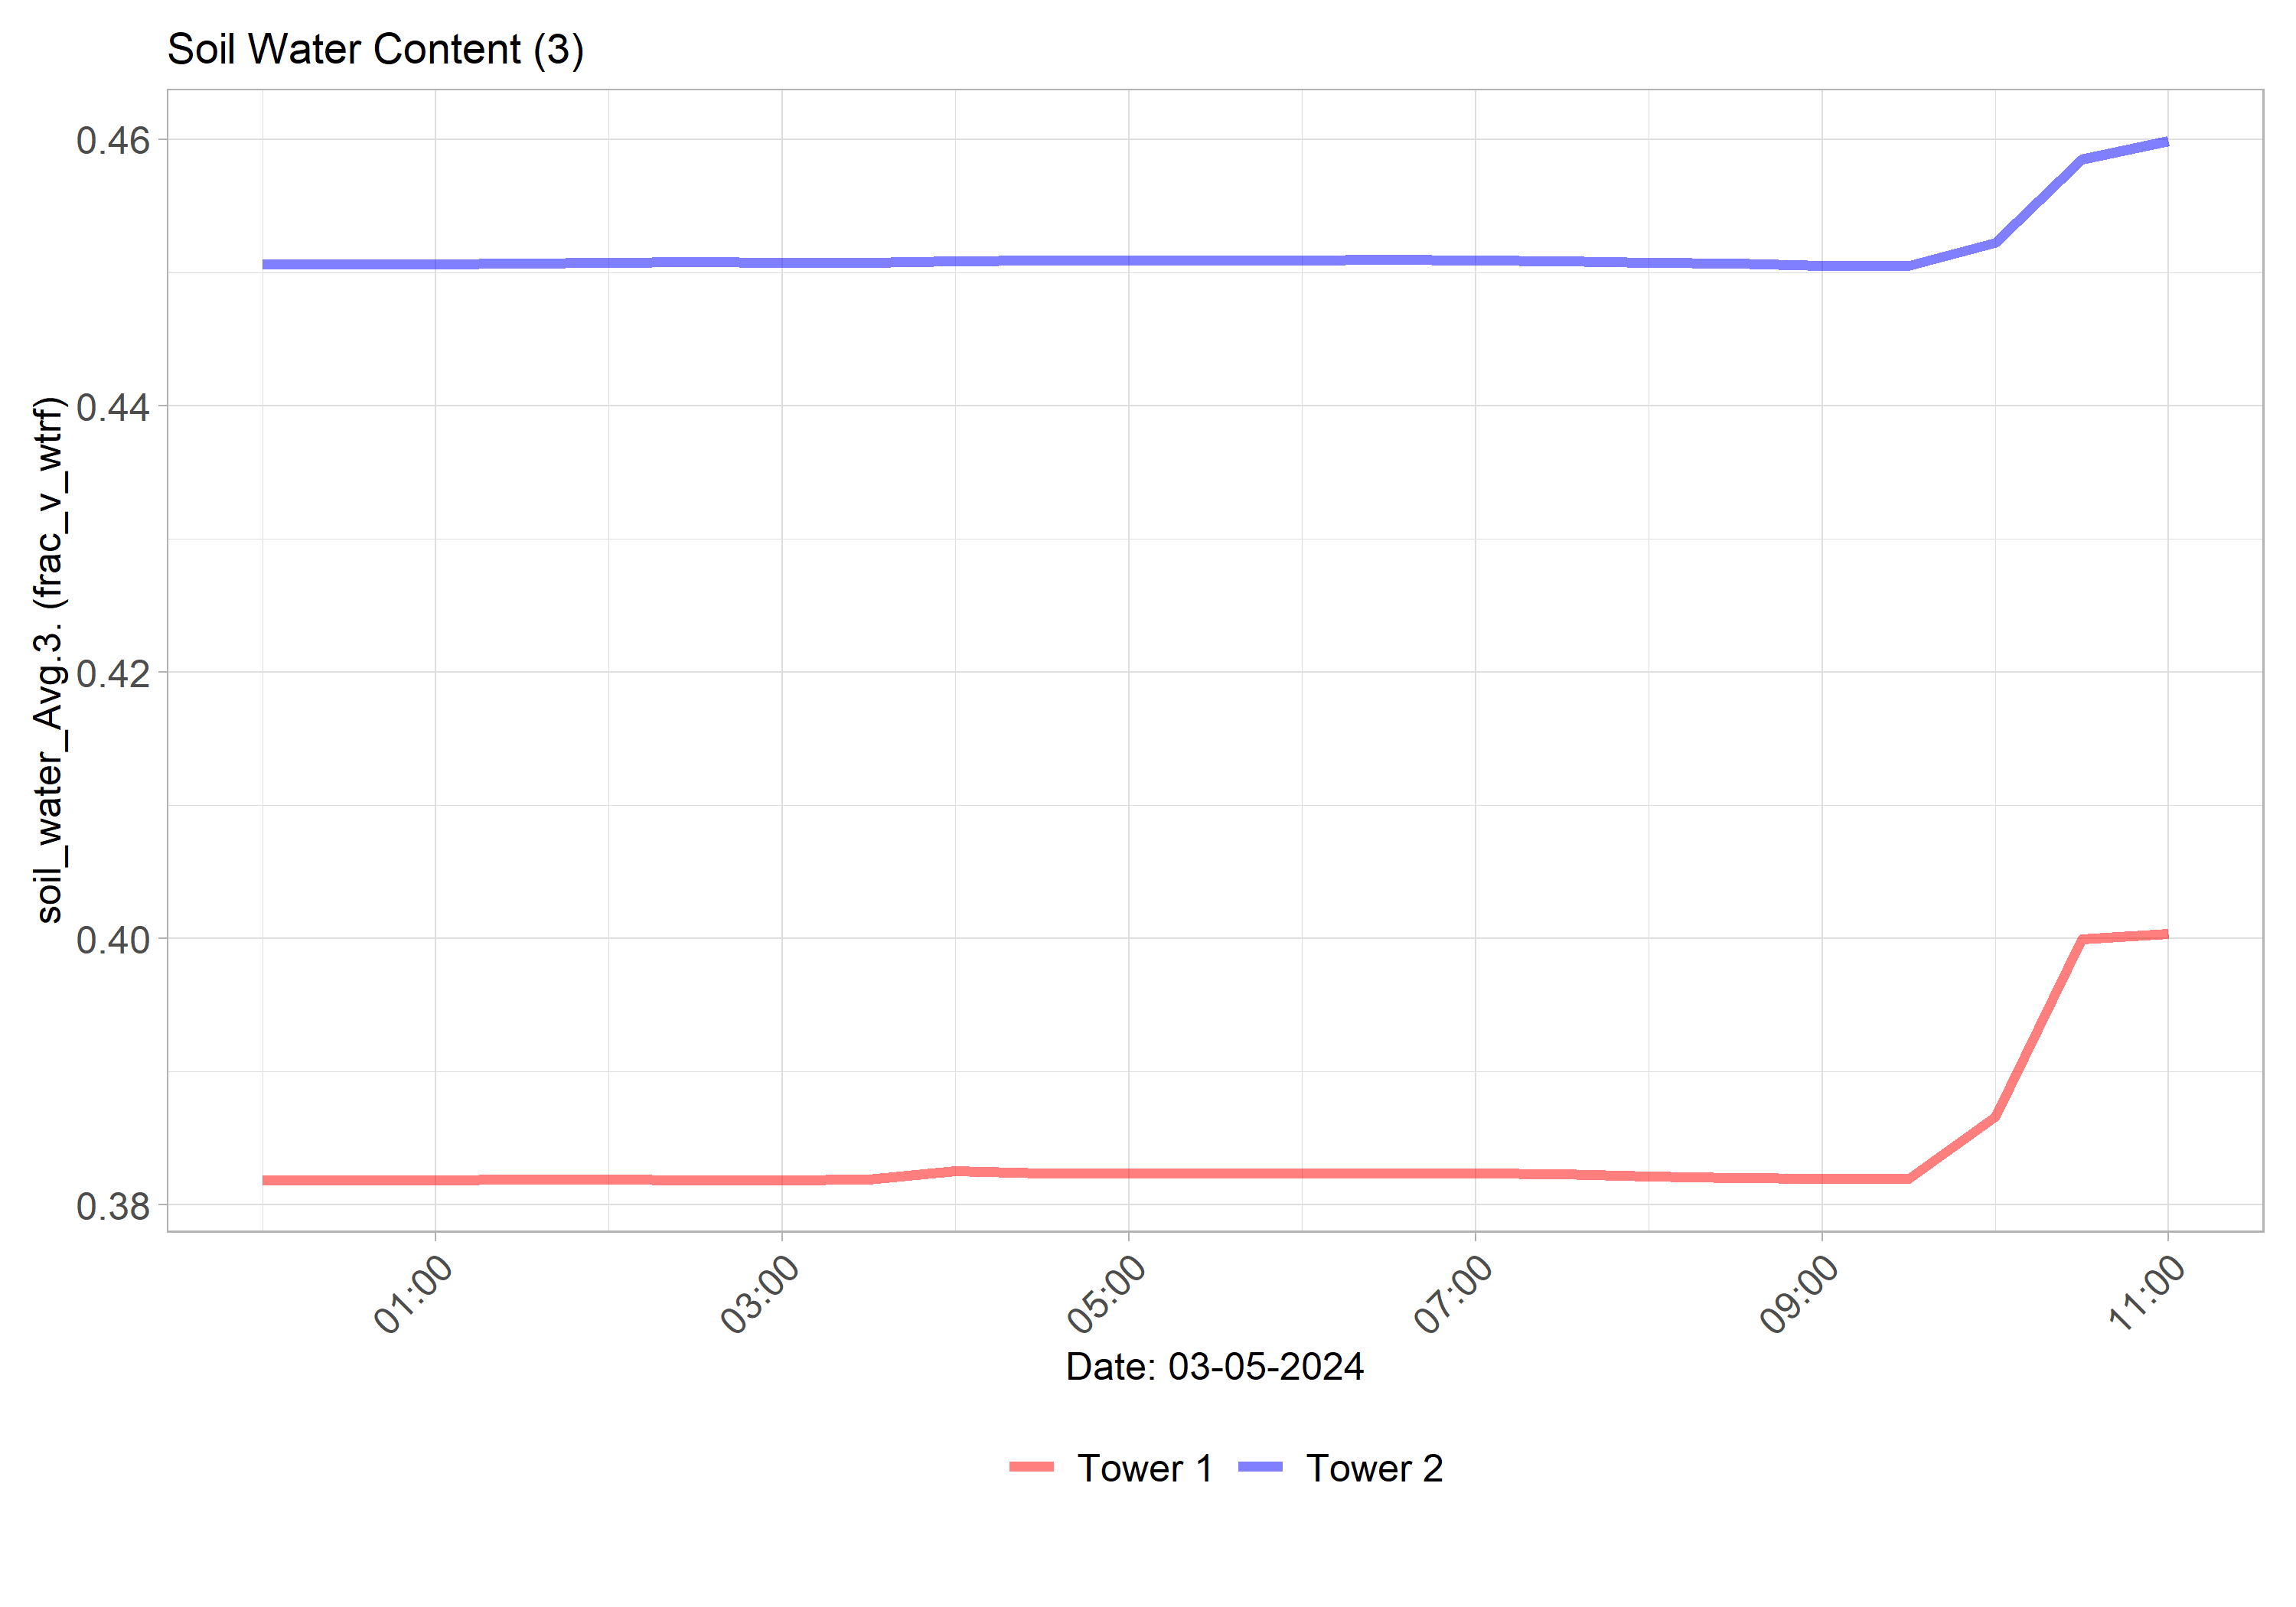 Soil Water Content (3)
soil_water_Avg.3. (frac_v_wtrf)
0.46
0.44
0.42
0.40
0.38
01:00
03:00
05:00
07:00
09:00
11:00
Date: 03-05-2024
Tower 1
Tower 2